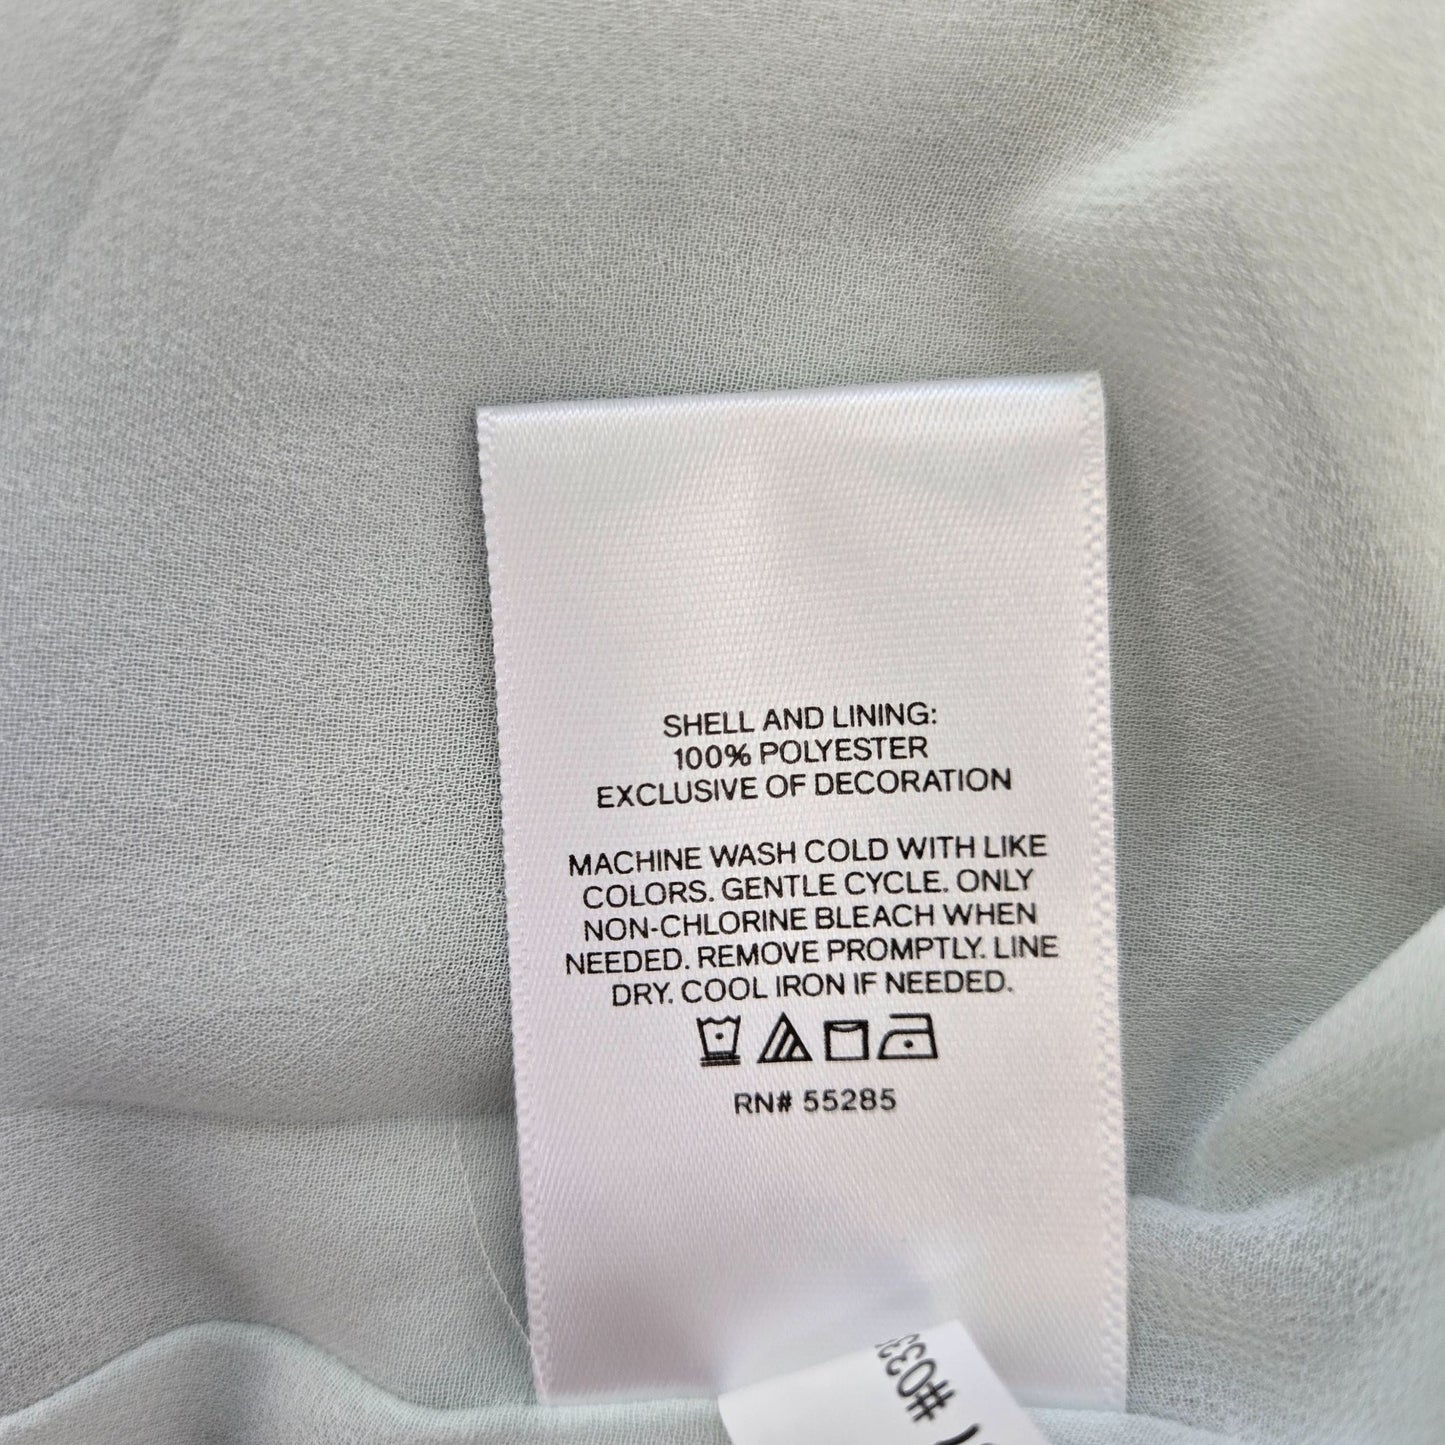 SHELL AND LINING:
100% POLYESTER
EXCLUSIVE OF DECORATION
MACHINE WASH COLD WITH LIKE
COLORS. GENTLE CYCLE. ONLY
NON-CHLORINE BLEACH WHEN
NEEDED. REMOVE PROMPTLY. LINE
DRY. COOL IRON IF NEEDED.
RN# 55285